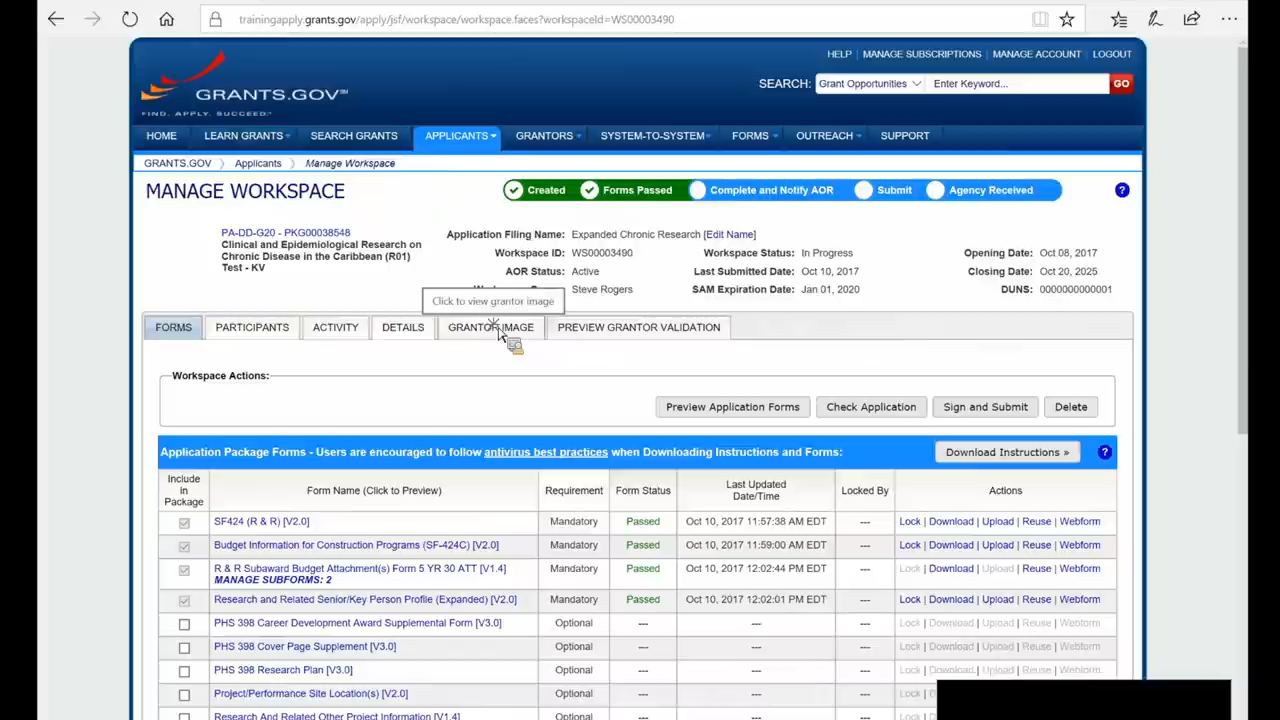 trainingapply.grants.gov/apply/jsf/workspace/workspace.faces?workspaceId=WS00003490
HELP | MANAGE SUBSCRIPTIONS | MANAGE ACCOUNT | LOGOUT
GRANTS.GOV℠
FIND. APPLY. SUCCEED.℠
SEARCH: Grant Opportunities Enter Keyword... GO
HOME LEARN GRANTS SEARCH GRANTS APPLICANTS GRANTORS SYSTEM-TO-SYSTEM FORMS OUTREACH SUPPORT
GRANTS.GOV Applicants Manage Workspace
MANAGE WORKSPACE Created Forms Passed Complete and Notify AOR Submit Agency Received ?
PA-DD-G20 - PKG00038548
Clinical and Epidemiological Research on
Chronic Disease in the Caribbean (R01)
Test - KV
Application Filing Name: Expanded Chronic Research [Edit Name]
Workspace ID: WS00003490 Workspace Status: In Progress Opening Date: Oct 08, 2017
AOR Status: Active Last Submitted Date: Oct 10, 2017 Closing Date: Oct 20, 2025
Steve Rogers SAM Expiration Date: Jan 01, 2020 DUNS: 0000000000001
Click to view grantor image
FORMS PARTICIPANTS ACTIVITY DETAILS GRANTOR IMAGE PREVIEW GRANTOR VALIDATION
Workspace Actions:
Preview Application Forms Check Application Sign and Submit Delete
Application Package Forms - Users are encouraged to follow antivirus best practices when Downloading Instructions and Forms: Download Instructions » ?
Include in Package Form Name (Click to Preview) Requirement Form Status Last Updated Date/Time Locked By Actions
SF424 (R & R) [V2.0] Mandatory Passed Oct 10, 2017 11:57:38 AM EDT --- Lock | Download | Upload | Reuse | Webform
Budget Information for Construction Programs (SF-424C) [V2.0] Mandatory Passed Oct 10, 2017 11:59:00 AM EDT --- Lock | Download | Upload | Reuse | Webform
R & R Subaward Budget Attachment(s) Form 5 YR 30 ATT [V1.4] Mandatory Passed Oct 10, 2017 12:02:44 PM EDT --- Lock | Download | Upload | Reuse | Webform
MANAGE SUBFORMS: 2
Research and Related Senior/Key Person Profile (Expanded) [V2.0] Mandatory Passed Oct 10, 2017 12:02:01 PM EDT --- Lock | Download | Upload | Reuse | Webform
PHS 398 Career Development Award Supplemental Form [V3.0] Optional --- --- --- Lock | Download | Upload | Reuse | Webform
PHS 398 Cover Page Supplement [V3.0] Optional --- --- --- Lock | Download | Upload | Reuse | Webform
PHS 398 Research Plan [V3.0] Optional --- --- --- Lock | Download | Upload | Reuse | Webform
Project/Performance Site Location(s) [V2.0] Optional --- --- --- Lock |
Research And Related Other Project Information [V1.4] Optional